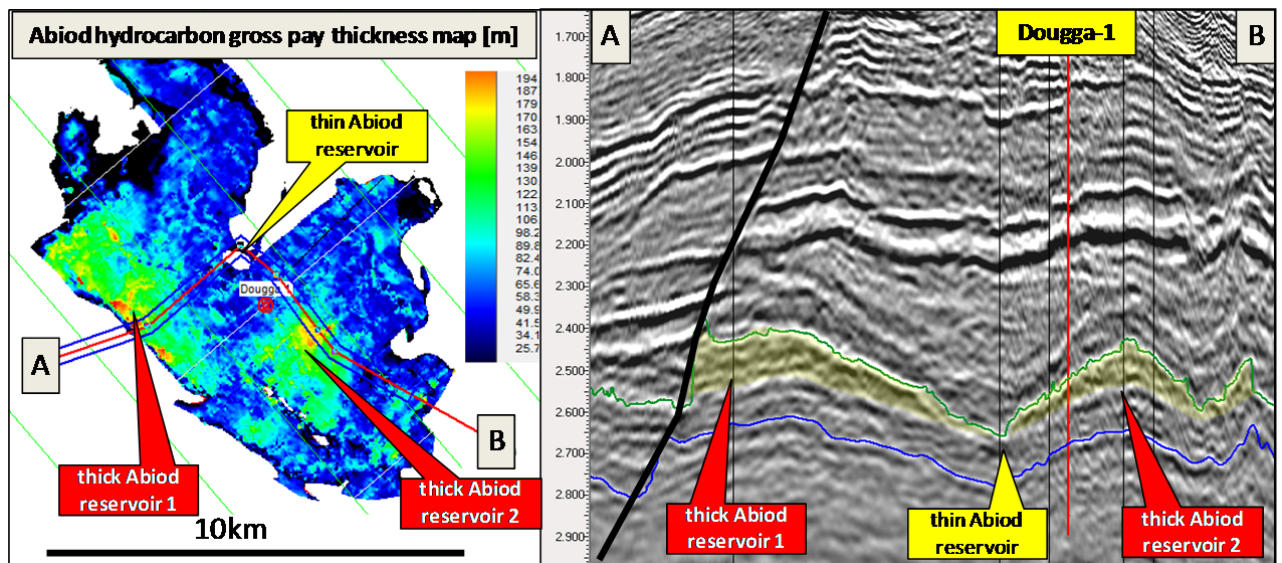 Abiod hydrocarbon gross pay thickness map [m]
194
187
179
163
154
146
139
130
113
106
98.2
89.8
82.4
74.0
65.6
58.3
49.9
41.5
34.1
25.7
thin Abiod
reservoir
Dougga 1
A
B
thick Abiod
reservoir 1
thick Abiod
reservoir 2
10km
A
Dougga-1
B
1.700
1.800
1.900
2.000
2.100
2.200
2.300
2.400
2.500
2.600
2.700
2.800
2.900
thick Abiod
reservoir 1
thin Abiod
reservoir
thick Abiod
reservoir 2